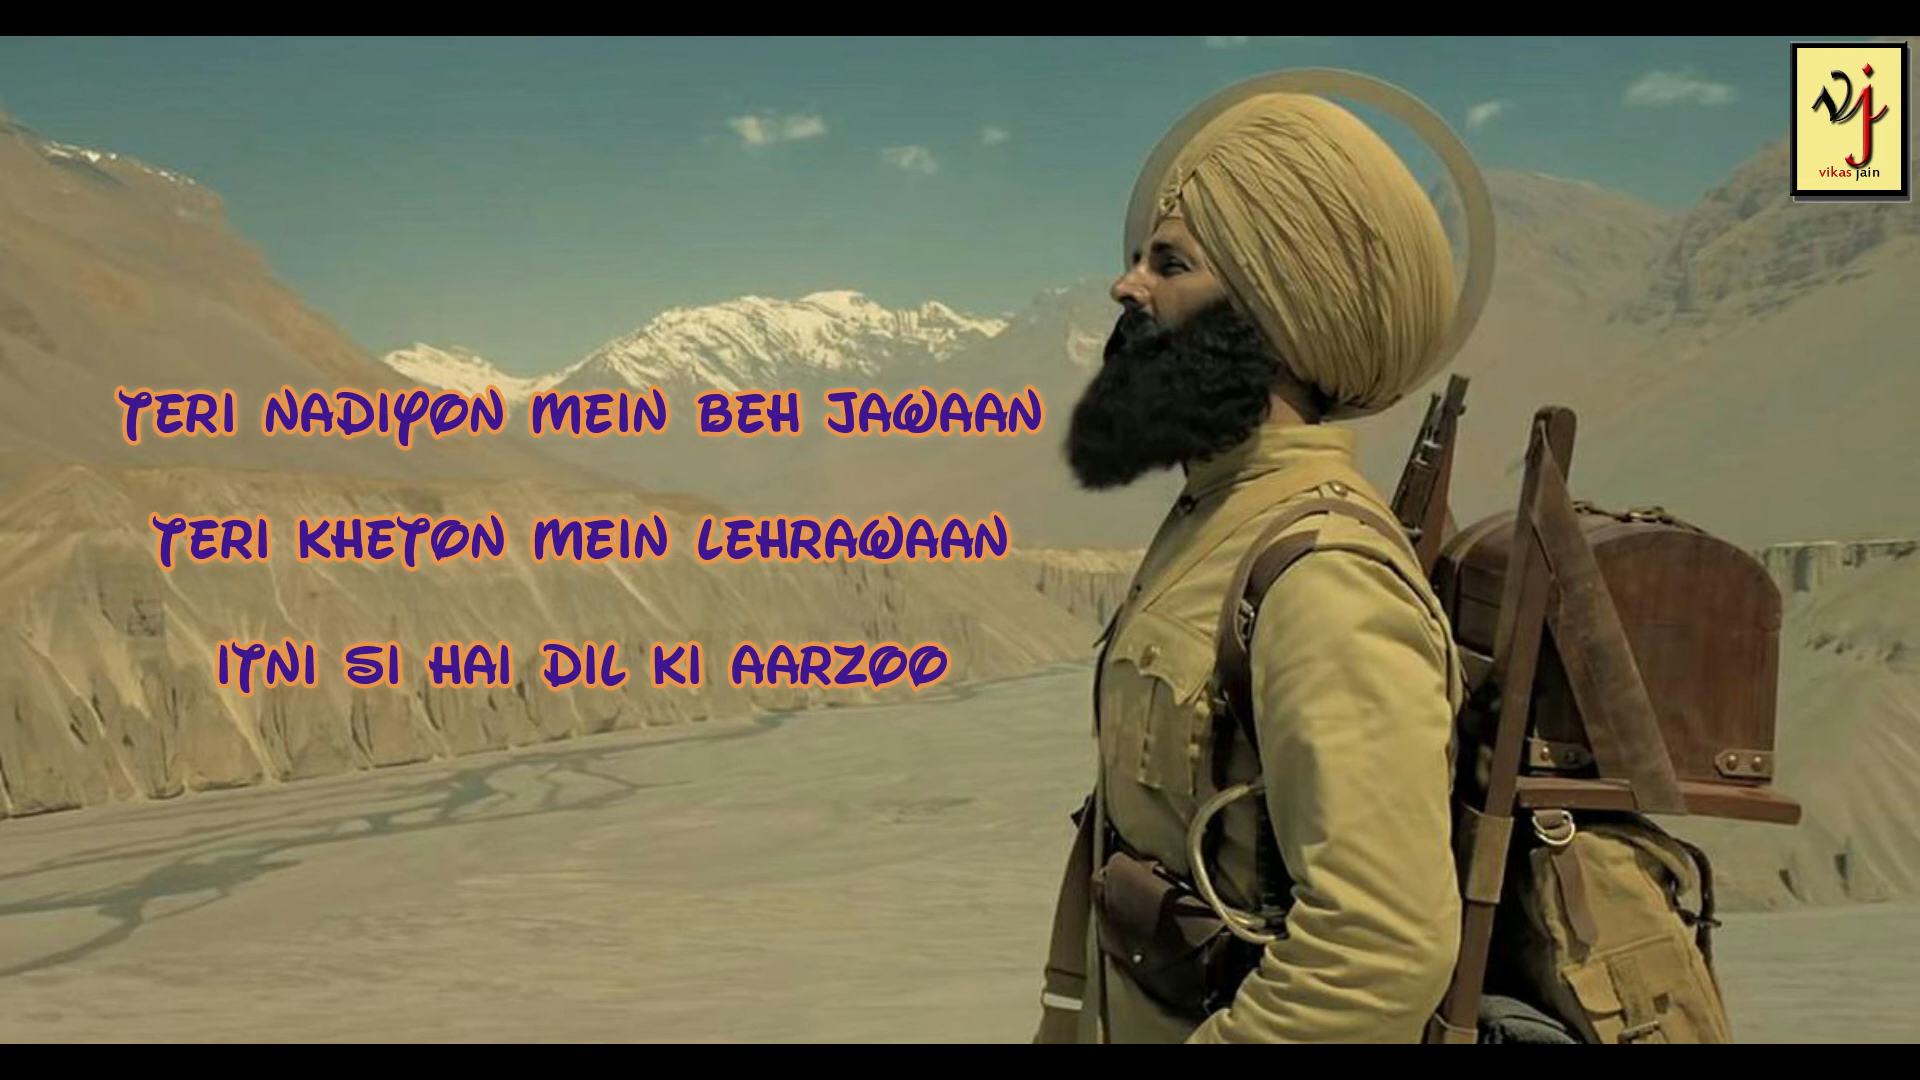 TERI NADIYON MEIN BEH JAWAAN
TERI KHETON MEIN LEHRAWAAN
ITNI SI HAI DIL KI AARZOO
vj
vikas jain